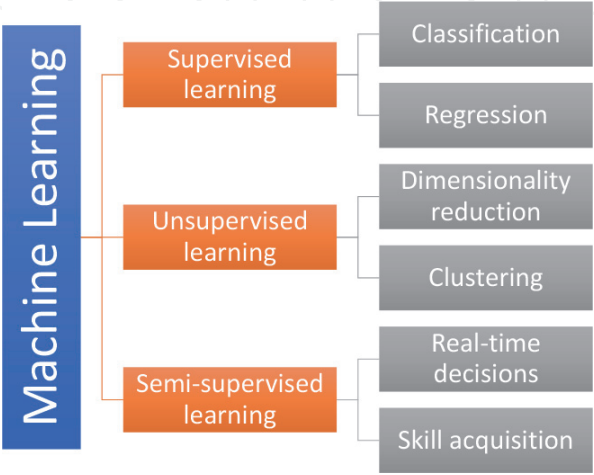 Machine Learning
Supervised
learning
Classification
Regression
Unsupervised
learning
Dimensionality
reduction
Clustering
Semi-supervised
learning
Real-time
decisions
Skill acquisition